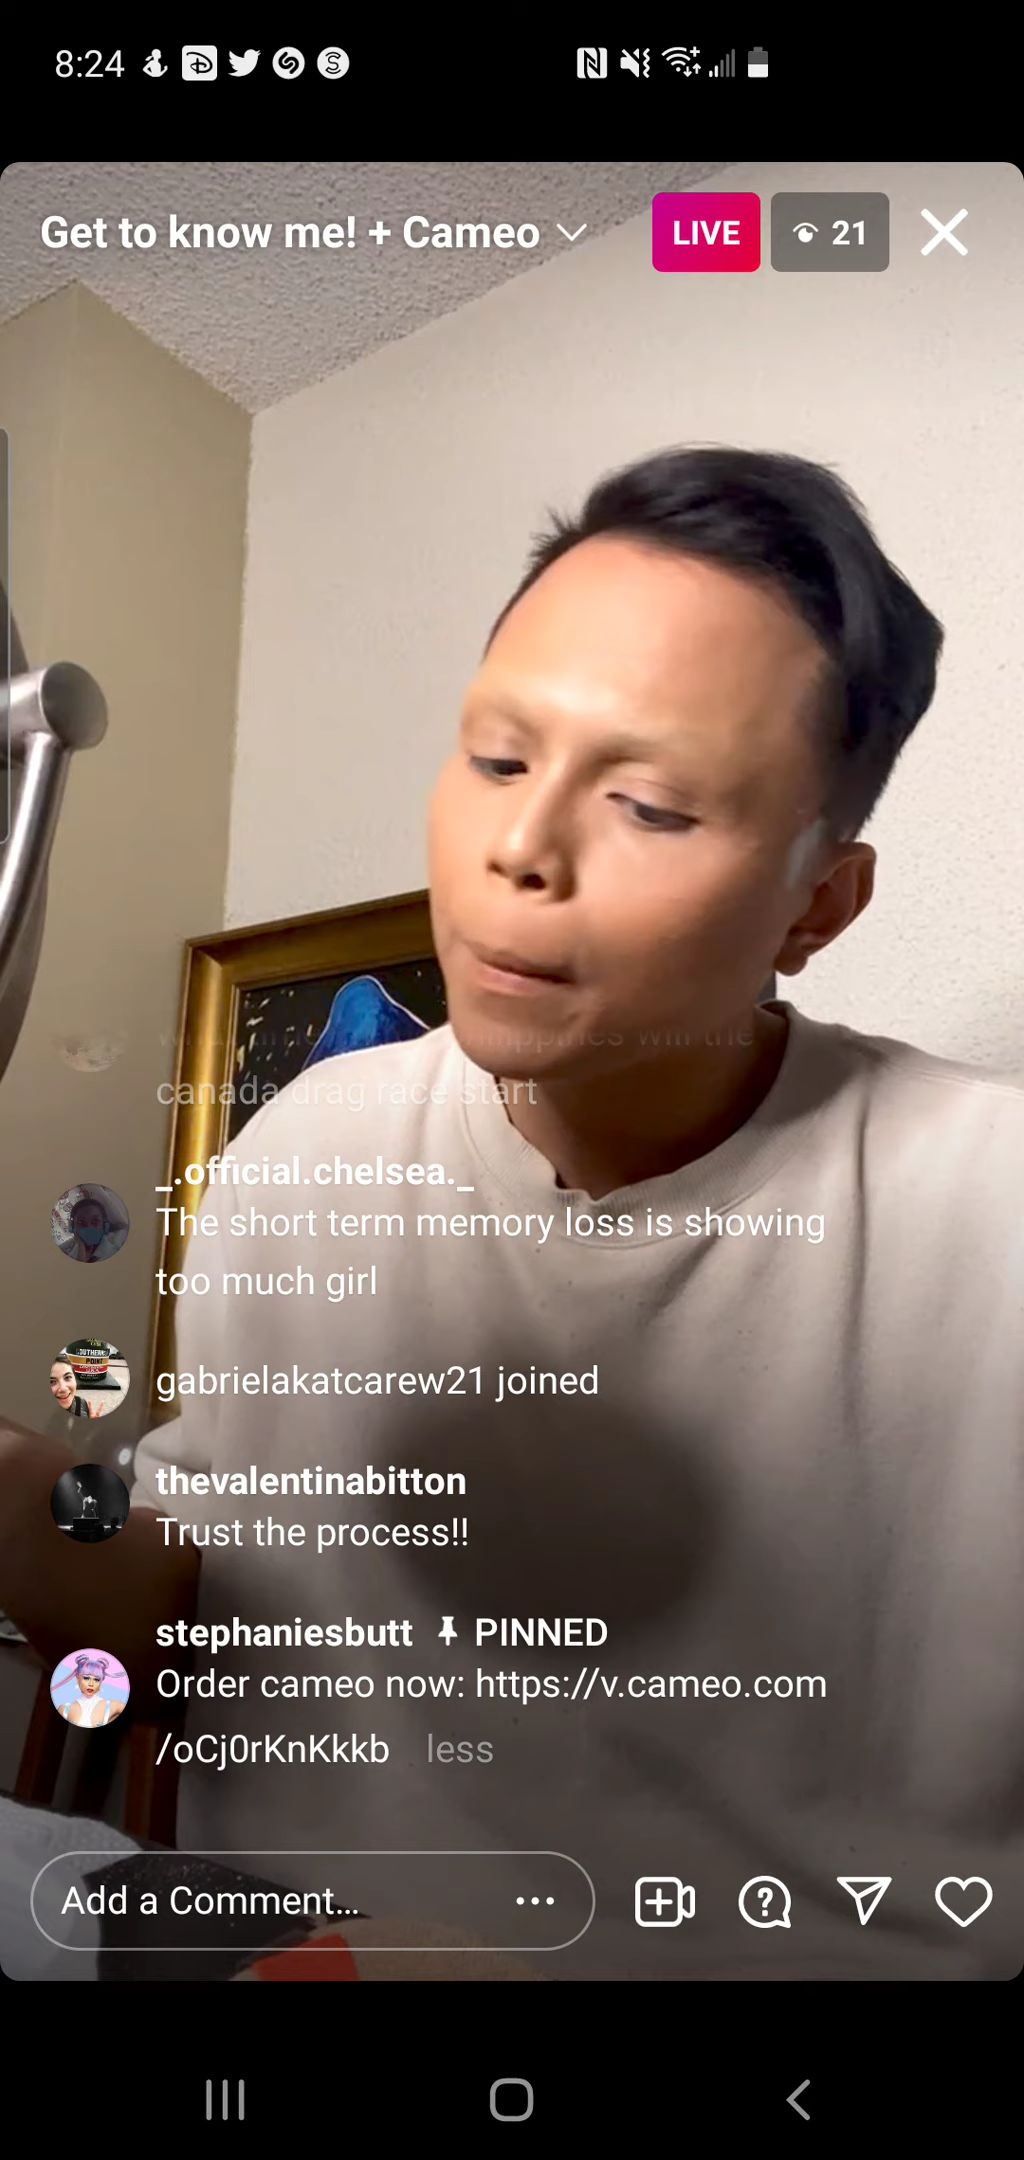 8:24
Get to know me! + Cameo
LIVE
21
canada drag race start
_.official.chelsea._
The short term memory loss is showing
too much girl
gabrielakatcarew21 joined
thevalentinabitton
Trust the process!!
stephaniesbutt PINNED
Order cameo now: https://v.cameo.com
/oCj0rKnKkkb less
Add a Comment...